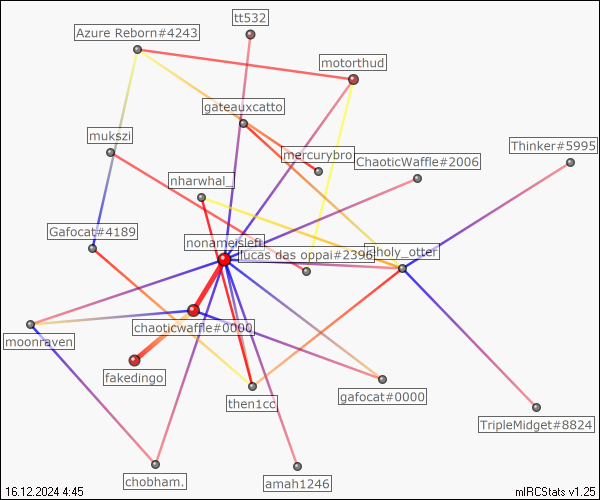 tt532
Azure Reborn#4243
motorthud
gateauxcatto
mukszi
mercurybro
Thinker#5995
ChaoticWaffle#2006
nharwhal_
Gafocat#4189
nonameisleft
lucas das oppai#2396
holy_otter
chaoticwaffle#0000
moonraven
fakedingo
gafocat#0000
then1cc
TripleMidget#8824
chobham.
amah1246
16.12.2024 4:45
mIRCStats v1.25